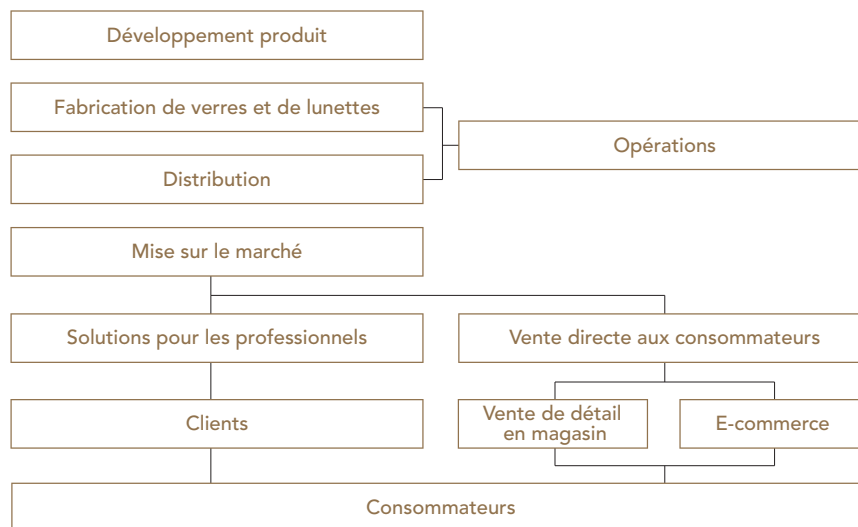 Développement produit
Fabrication de verres et de lunettes
Opérations
Distribution
Mise sur le marché
Solutions pour les professionnels
Vente directe aux consommateurs
Clients
Vente de détail
en magasin
E-commerce
Consommateurs